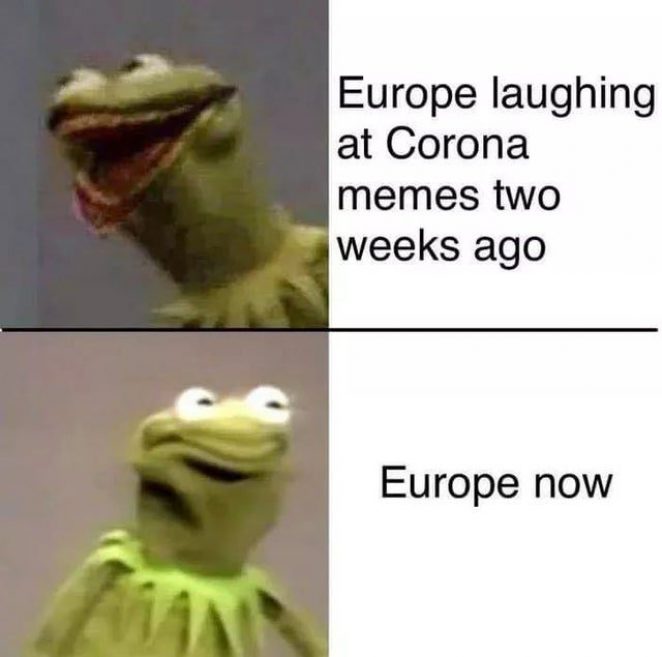 Europe laughing
at Corona
memes two
weeks ago
Europe now